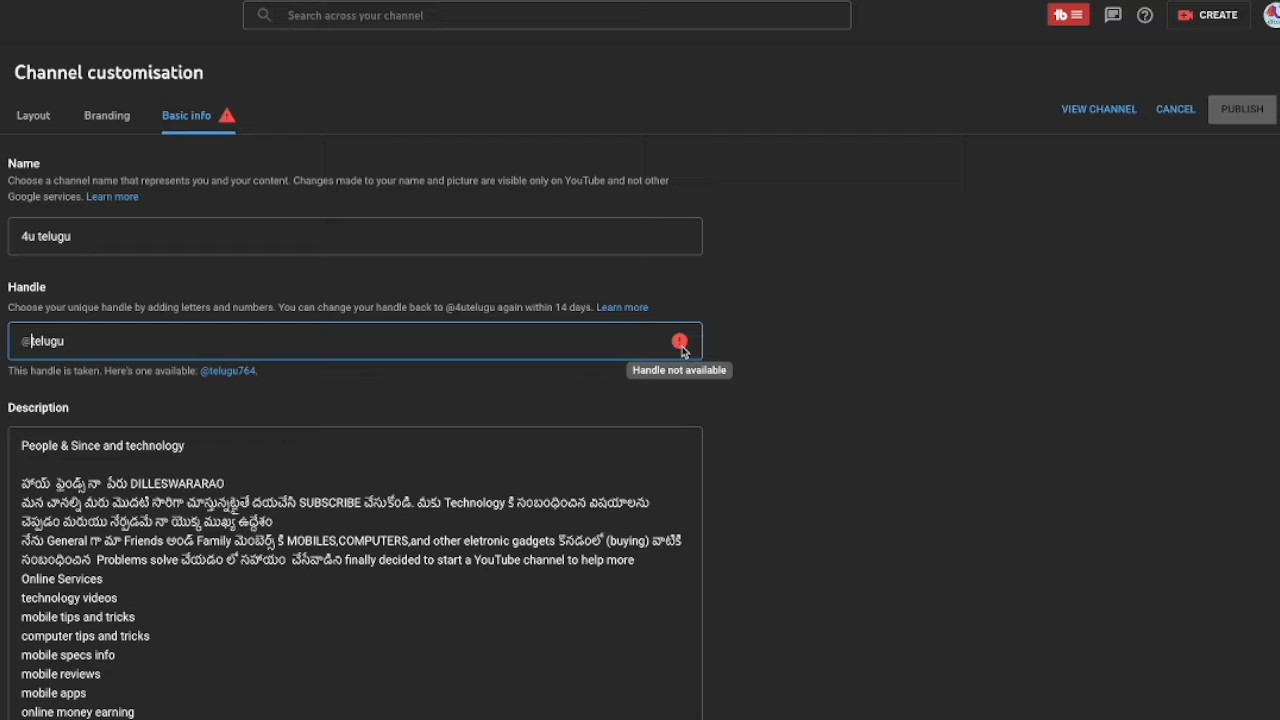 Search across your channel
CREATE
Channel customisation
Layout
Branding
Basic info
VIEW CHANNEL
CANCEL
PUBLISH
Name
Choose a channel name that represents you and your content. Changes made to your name and picture are visible only on YouTube and not other
Google services. Learn more
4u telugu
Handle
Choose your unique handle by adding letters and numbers. You can change your handle back to @4utelugu again within 14 days. Learn more
@telugu
This handle is taken. Here's one available: @telugu764.
Handle not available
Description
People & Since and technology
హాయ్ ఫ్రెండ్స్ నా పేరు DILLESWARARAO
మన చానల్ని మీరు మొదటి సారిగా చూస్తున్నట్లైతే దయచేసి SUBSCRIBE చేసుకోండి. మీకు Technology కి సంబంధించిన విషయాలను
చెప్పడం మరుయు నేర్పడమే నా యొక్క ముఖ్య ఉద్దేశం
నేను General గా మా Friends అండ్ Family మెంబెర్స్ కి MOBILES,COMPUTERS,and other eletronic gadgets కొనడంలో (buying) వాటికి
సంబంధించిన Problems solve చేయడం లో సహాయం చేసేవాడిని finally decided to start a YouTube channel to help more
Online Services
technology videos
mobile tips and tricks
computer tips and tricks
mobile specs info
mobile reviews
mobile apps
online money earning